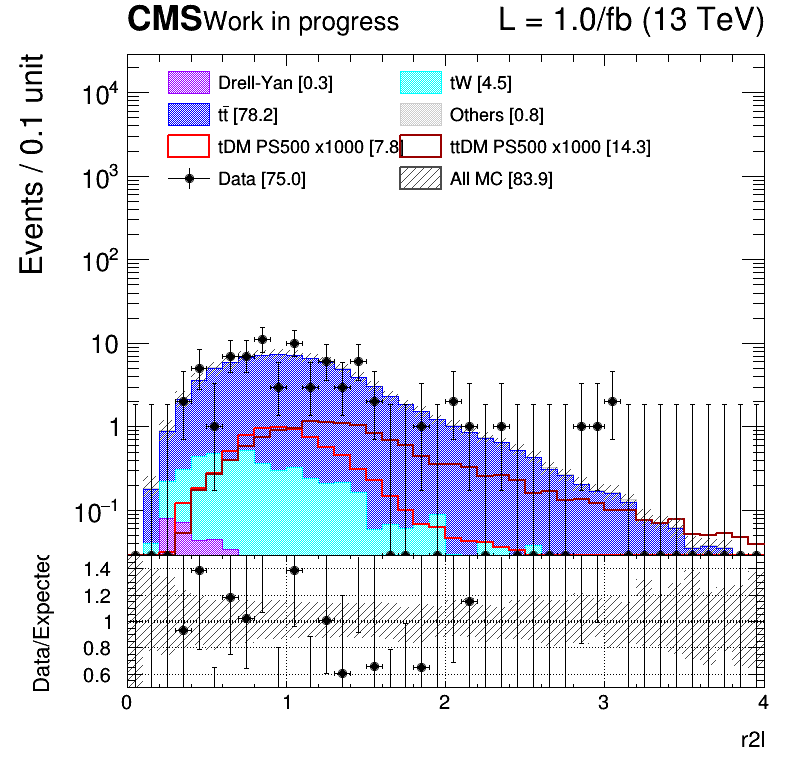 CMS Work in progress L = 1.0/fb (13 TeV)
Events / 0.1 unit
Drell-Yan [0.3] tW [4.5]
tt̄ [78.2] Others [0.8]
tDM PS500 x1000 [7.8 ttDM PS500 x1000 [14.3]
Data [75.0] All MC [83.9]
10⁴
10³
10²
10
1
10⁻¹
Data/Expected
1.4
1.2
1
0.8
0.6
0 1 2 3 4
r2l